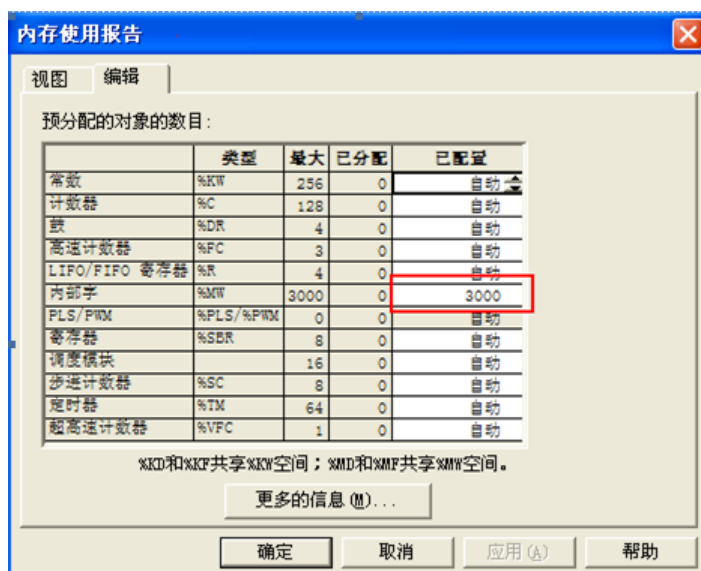 内存使用报告
视图 编辑
预分配的对象的数目:
类型 最大 已分配 已配置
常数 %KW 256 0 自动
计数器 %C 128 0 自动
鼓 %DR 4 0 自动
高速计数器 %FC 3 0 自动
LIFO/FIFO 寄存器 %R 4 0 自动
内部字 %MW 3000 0 3000
PLS/PWM %PLS/%PWM 0 0 自动
寄存器 %SBR 8 0 自动
调度模块 16 0 自动
步进计数器 %SC 8 0 自动
定时器 %TM 64 0 自动
超高速计数器 %VFC 1 0 自动
%KD和%KF共享%KW空间;%MD和%MF共享%MW空间。
更多的信息(M)...
确定 取消 应用(A) 帮助